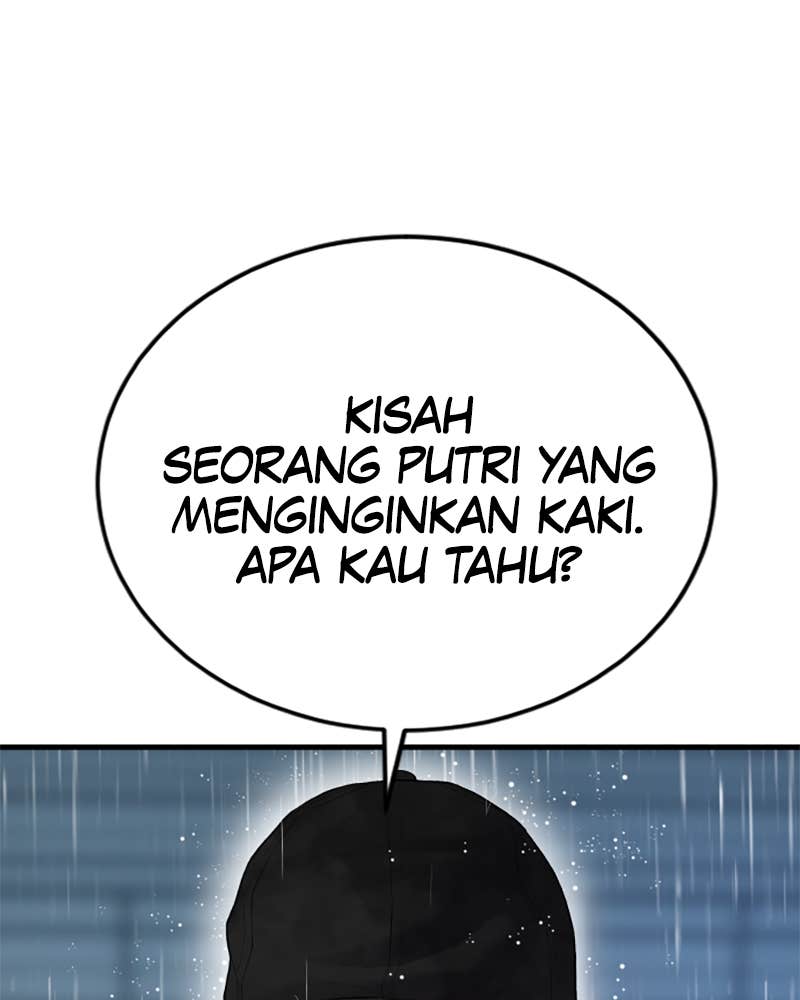 KISAH
SEORANG PUTRI YANG
MENGINGINKAN KAKI.
APA KAU TAHU?